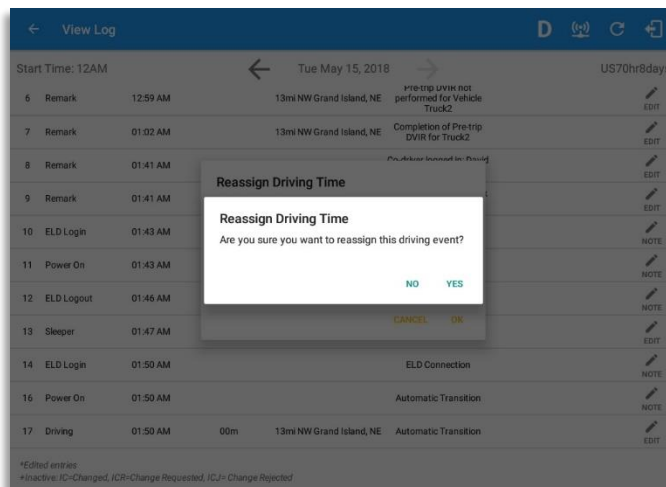 View Log
D
Start Time: 12AM
Tue May 15, 2018
US70hr8days
6 Remark 12:59 AM 13mi NW Grand Island, NE Pre-trip DVIR not
performed for Vehicle
Truck2
EDIT
7 Remark 01:02 AM 13mi NW Grand Island, NE Completion of Pre-trip
DVIR for Truck2
EDIT
8 Remark 01:41 AM Co-driver logged in: David
EDIT
9 Remark 01:41 AM
EDIT
Reassign Driving Time
Reassign Driving Time
Are you sure you want to reassign this driving event?
NO YES
CANCEL OK
10 ELD Login 01:43 AM
NOTE
11 Power On 01:43 AM
NOTE
12 ELD Logout 01:46 AM
NOTE
13 Sleeper 01:47 AM
EDIT
14 ELD Login 01:50 AM ELD Connection
NOTE
16 Power On 01:50 AM Automatic Transition
NOTE
17 Driving 01:50 AM 00m 13mi NW Grand Island, NE Automatic Transition
EDIT
*Edited entries
+Inactive: IC=Changed, ICR=Change Requested, ICJ= Change Rejected